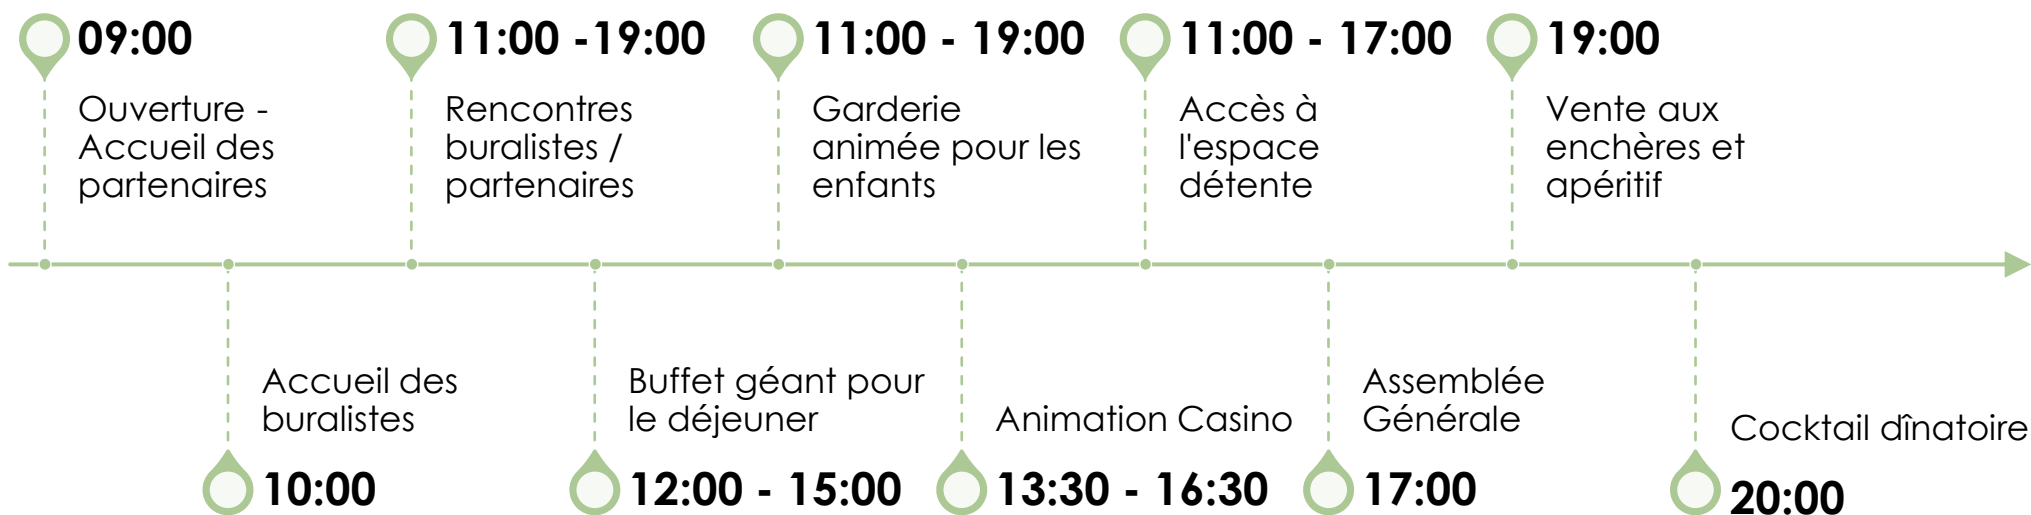 09:00
Ouverture -
Accueil des
partenaires
11:00 -19:00
Rencontres
buralistes /
partenaires
11:00 - 19:00
Garderie
animée pour les
enfants
11:00 - 17:00
Accès à
l'espace
détente
19:00
Vente aux
enchères et
apéritif
Accueil des
buralistes
10:00
Buffet géant pour
le déjeuner
12:00 - 15:00
Animation Casino
13:30 - 16:30
Assemblée
Générale
17:00
Cocktail dînatoire
20:00